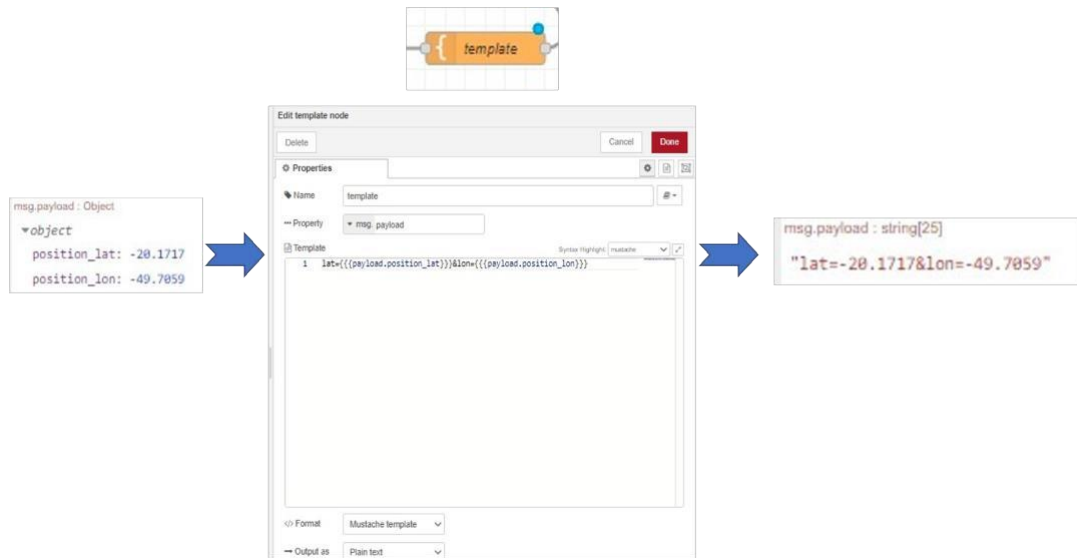 template
Edit template node
Delete
Cancel
Done
Properties
Name
template
Property
msg. payload
Template
Syntax Highlight: mustache
1 lat={{{payload.position_lat}}}&lon={{{payload.position_lon}}}
Format
Mustache template
Output as
Plain text
msg.payload : Object
object
position_lat: -20.1717
position_lon: -49.7059
msg.payload : string[25]
"lat=-20.1717&lon=-49.7059"